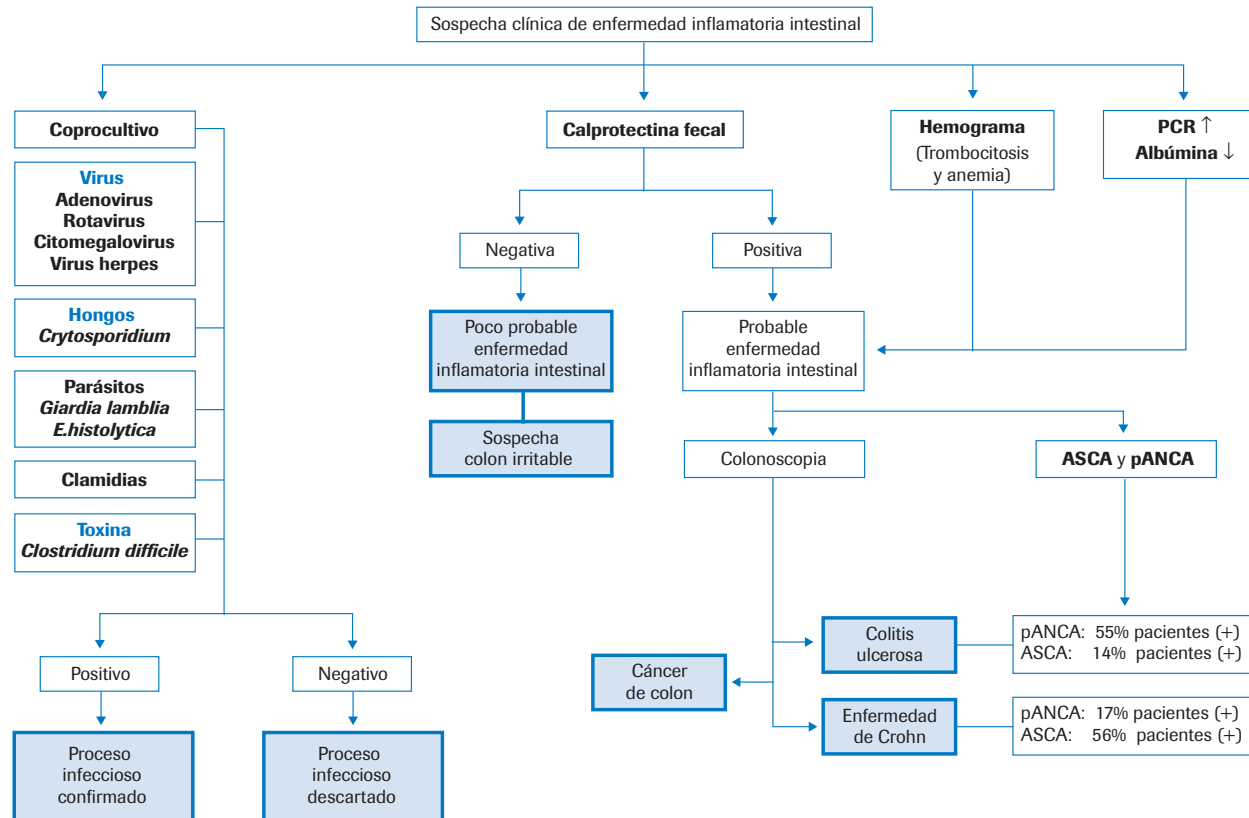 Sospecha clínica de enfermedad inflamatoria intestinal
Coprocultivo
Virus
Adenovirus
Rotavirus
Citomegalovirus
Virus herpes
Hongos
Crytosporidium
Parásitos
Giardia lamblia
E.histolytica
Clamidias
Toxina
Clostridium difficile
Positivo
Negativo
Proceso
infeccioso
confirmado
Proceso
infeccioso
descartado
Calprotectina fecal
Negativa
Positiva
Poco probable
enfermedad
inflamatoria intestinal
Sospecha
colon irritable
Probable
enfermedad
inflamatoria intestinal
Hemograma
(Trombocitosis
y anemia)
PCR ↑
Albúmina ↓
Colonoscopia
ASCA y pANCA
Cáncer
de colon
Colitis
ulcerosa
pANCA: 55% pacientes (+)
ASCA: 14% pacientes (+)
Enfermedad
de Crohn
pANCA: 17% pacientes (+)
ASCA: 56% pacientes (+)